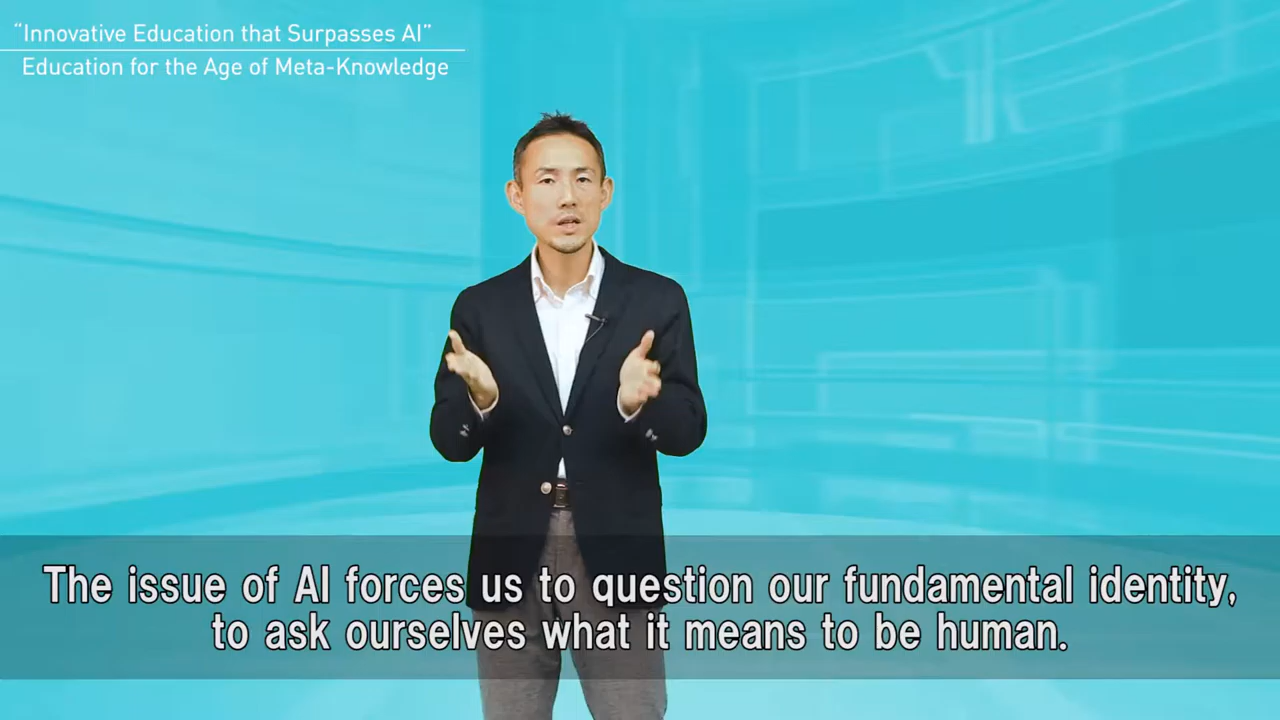 “Innovative Education that Surpasses AI”
Education for the Age of Meta-Knowledge
The issue of AI forces us to question our fundamental identity,
to ask ourselves what it means to be human.